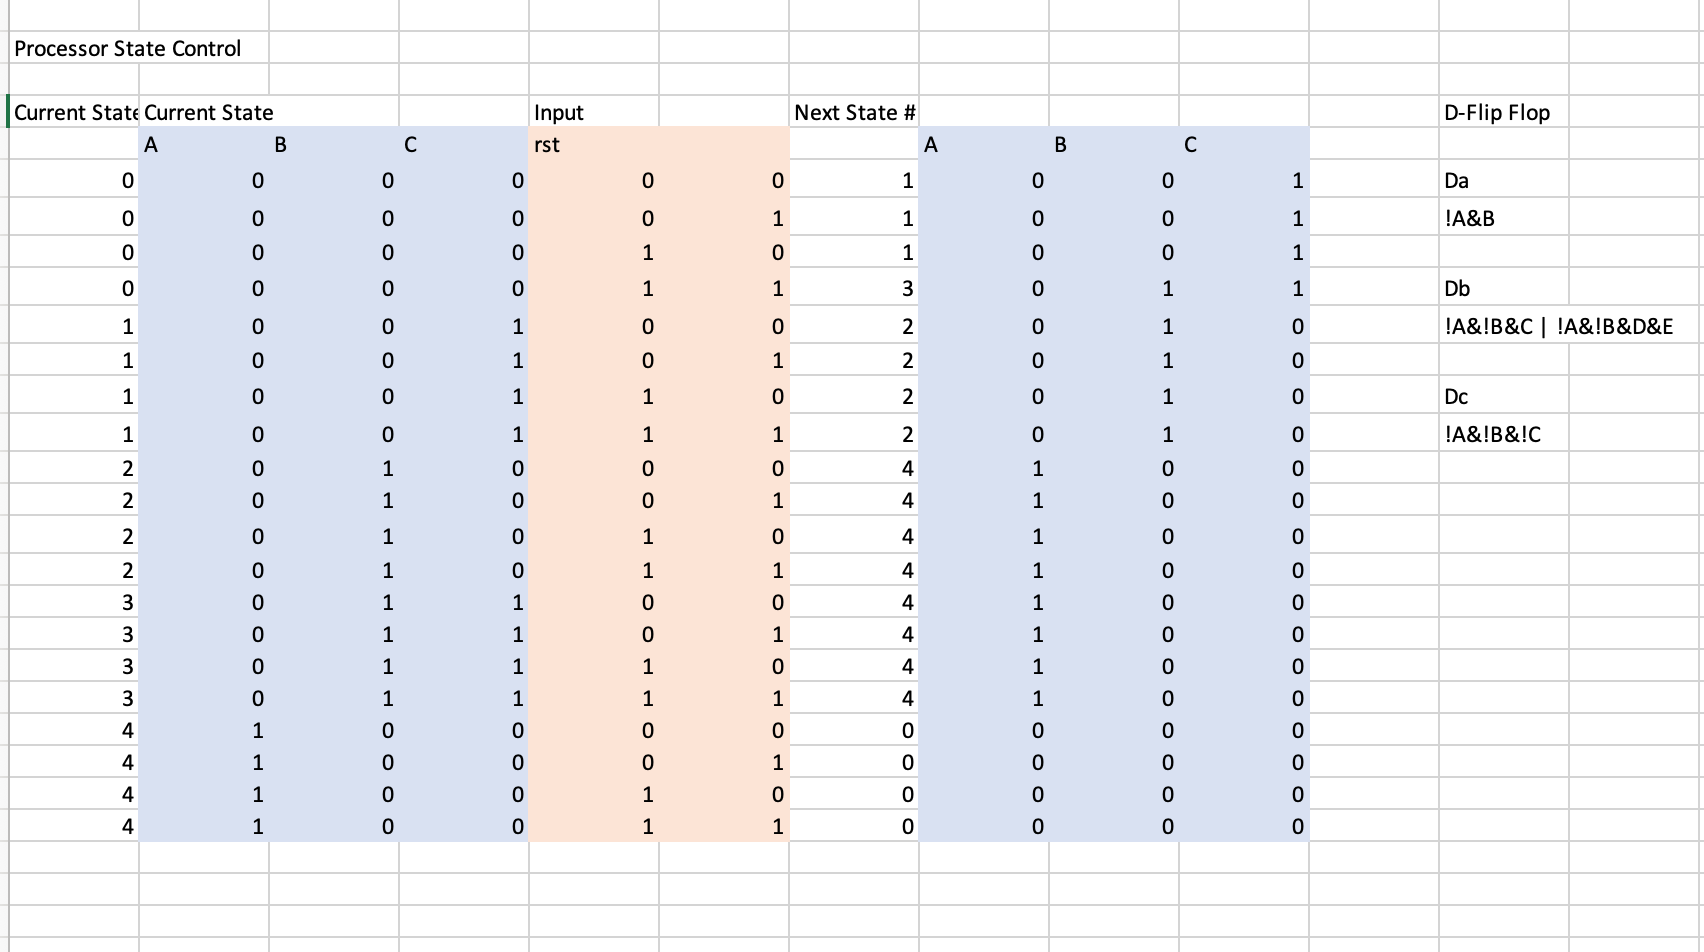 Processor State Control
Current State Current State Input Next State # D-Flip Flop
A B C rst A B C
0 0 0 0 0 0 1 0 0 1 Da
0 0 0 0 0 1 1 0 0 1 !A&B
0 0 0 0 1 0 1 0 0 1
0 0 0 0 1 1 3 0 1 1 Db
1 0 0 1 0 0 2 0 1 0 !A&!B&C | !A&!B&D&E
1 0 0 1 0 1 2 0 1 0
1 0 0 1 1 0 2 0 1 0 Dc
1 0 0 1 1 1 2 0 1 0 !A&!B&!C
2 0 1 0 0 0 4 1 0 0
2 0 1 0 0 1 4 1 0 0
2 0 1 0 1 0 4 1 0 0
2 0 1 0 1 1 4 1 0 0
3 0 1 1 0 0 4 1 0 0
3 0 1 1 0 1 4 1 0 0
3 0 1 1 1 0 4 1 0 0
3 0 1 1 1 1 4 1 0 0
4 1 0 0 0 0 0 0 0 0
4 1 0 0 0 1 0 0 0 0
4 1 0 0 1 0 0 0 0 0
4 1 0 0 1 1 0 0 0 0